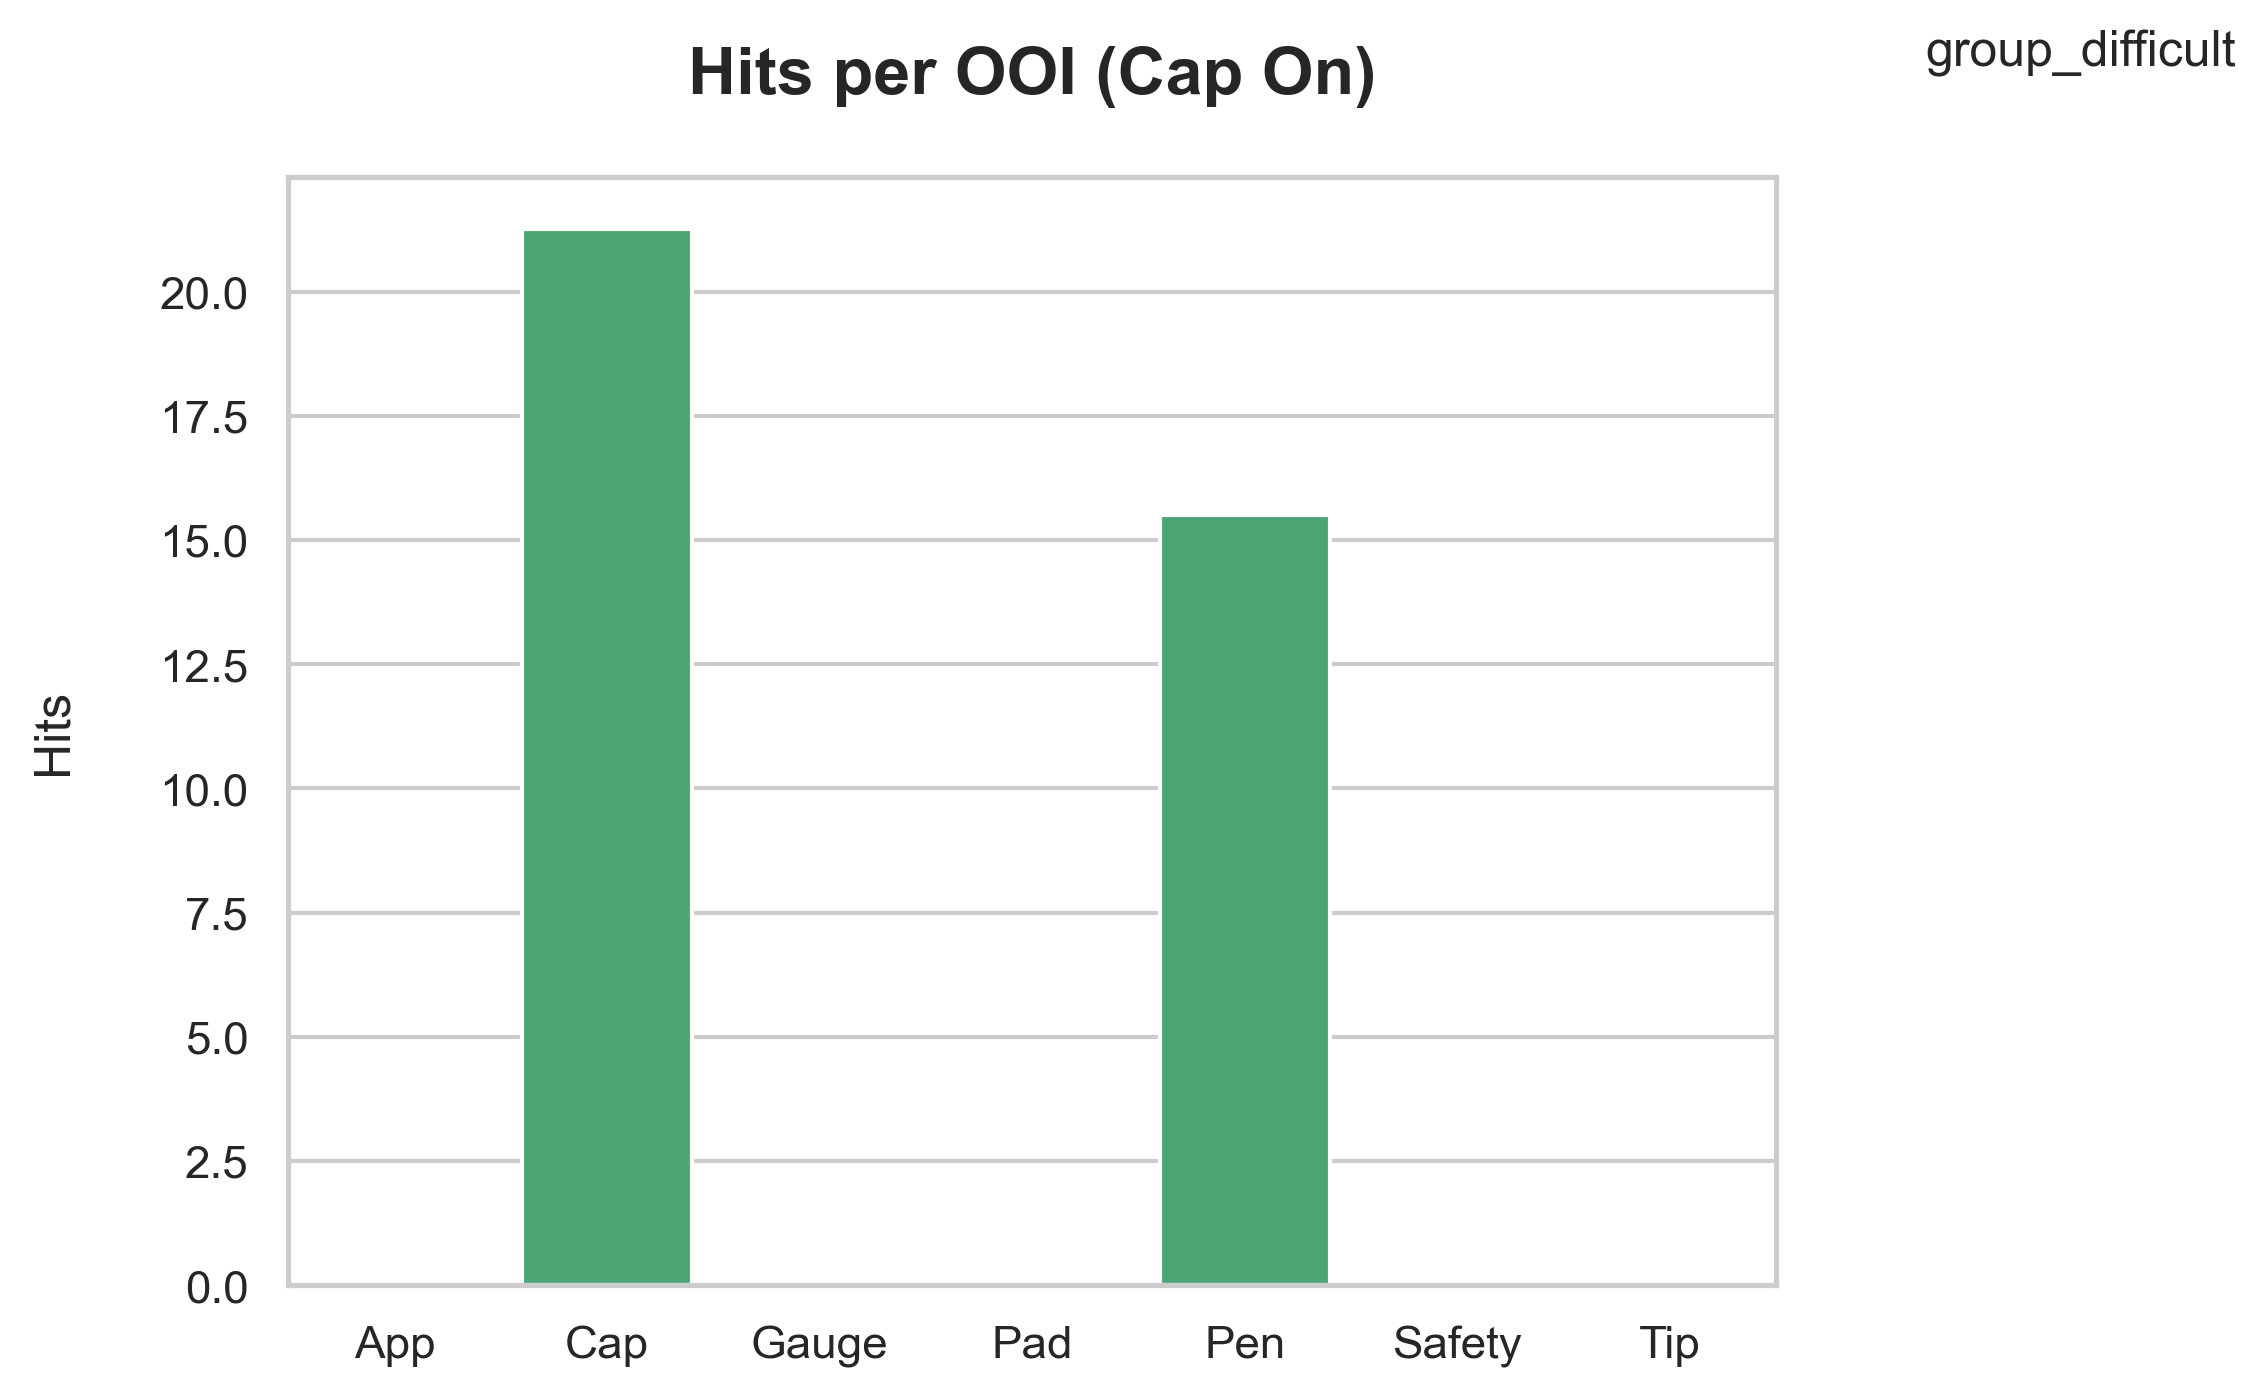 Hits per OOI (Cap On)
group_difficult
20.0
17.5
15.0
12.5
10.0
7.5
5.0
2.5
0.0
Hits
App Cap Gauge Pad Pen Safety Tip